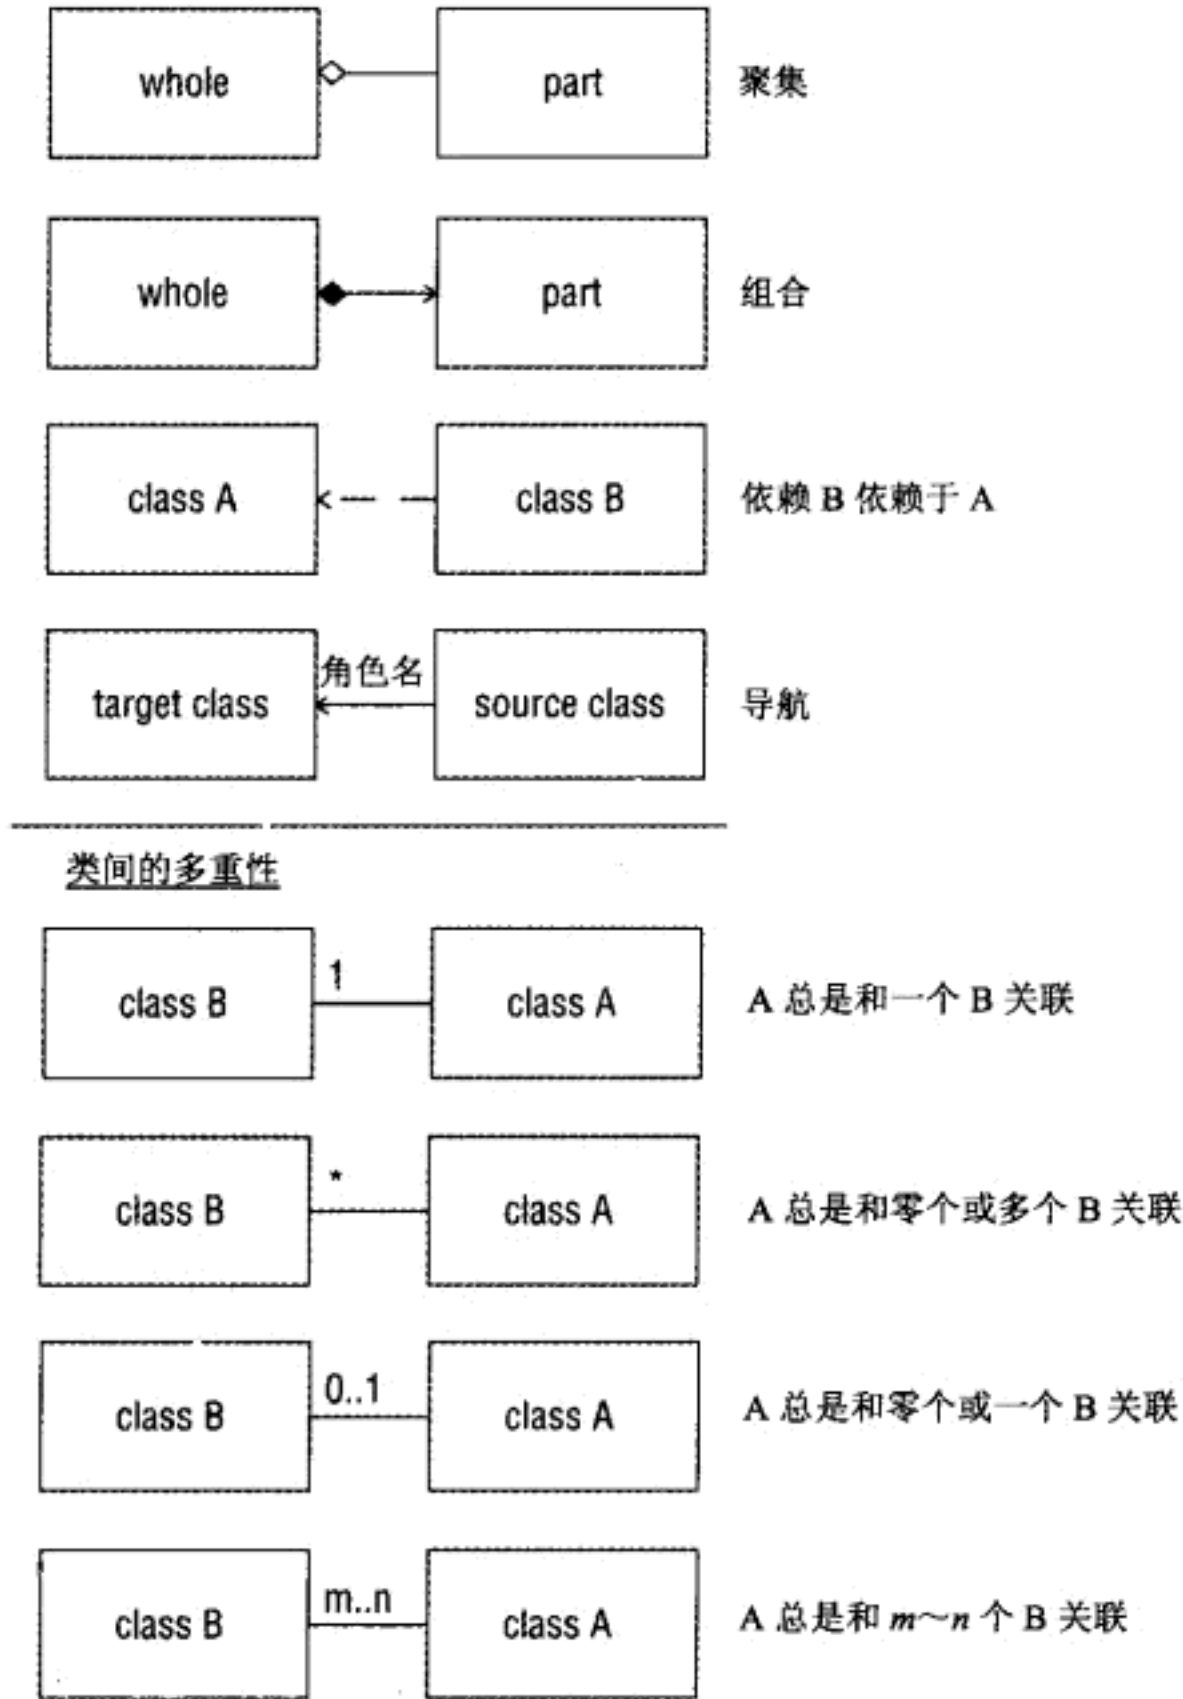 whole part 聚集
whole part 组合
class A class B 依赖 B 依赖于 A
角色名
target class source class 导航
类间的多重性
1
class B class A A 总是和一个 B 关联
*
class B class A A 总是和零个或多个 B 关联
0..1
class B class A A 总是和零个或一个 B 关联
m..n
class B class A A 总是和 m~n 个 B 关联